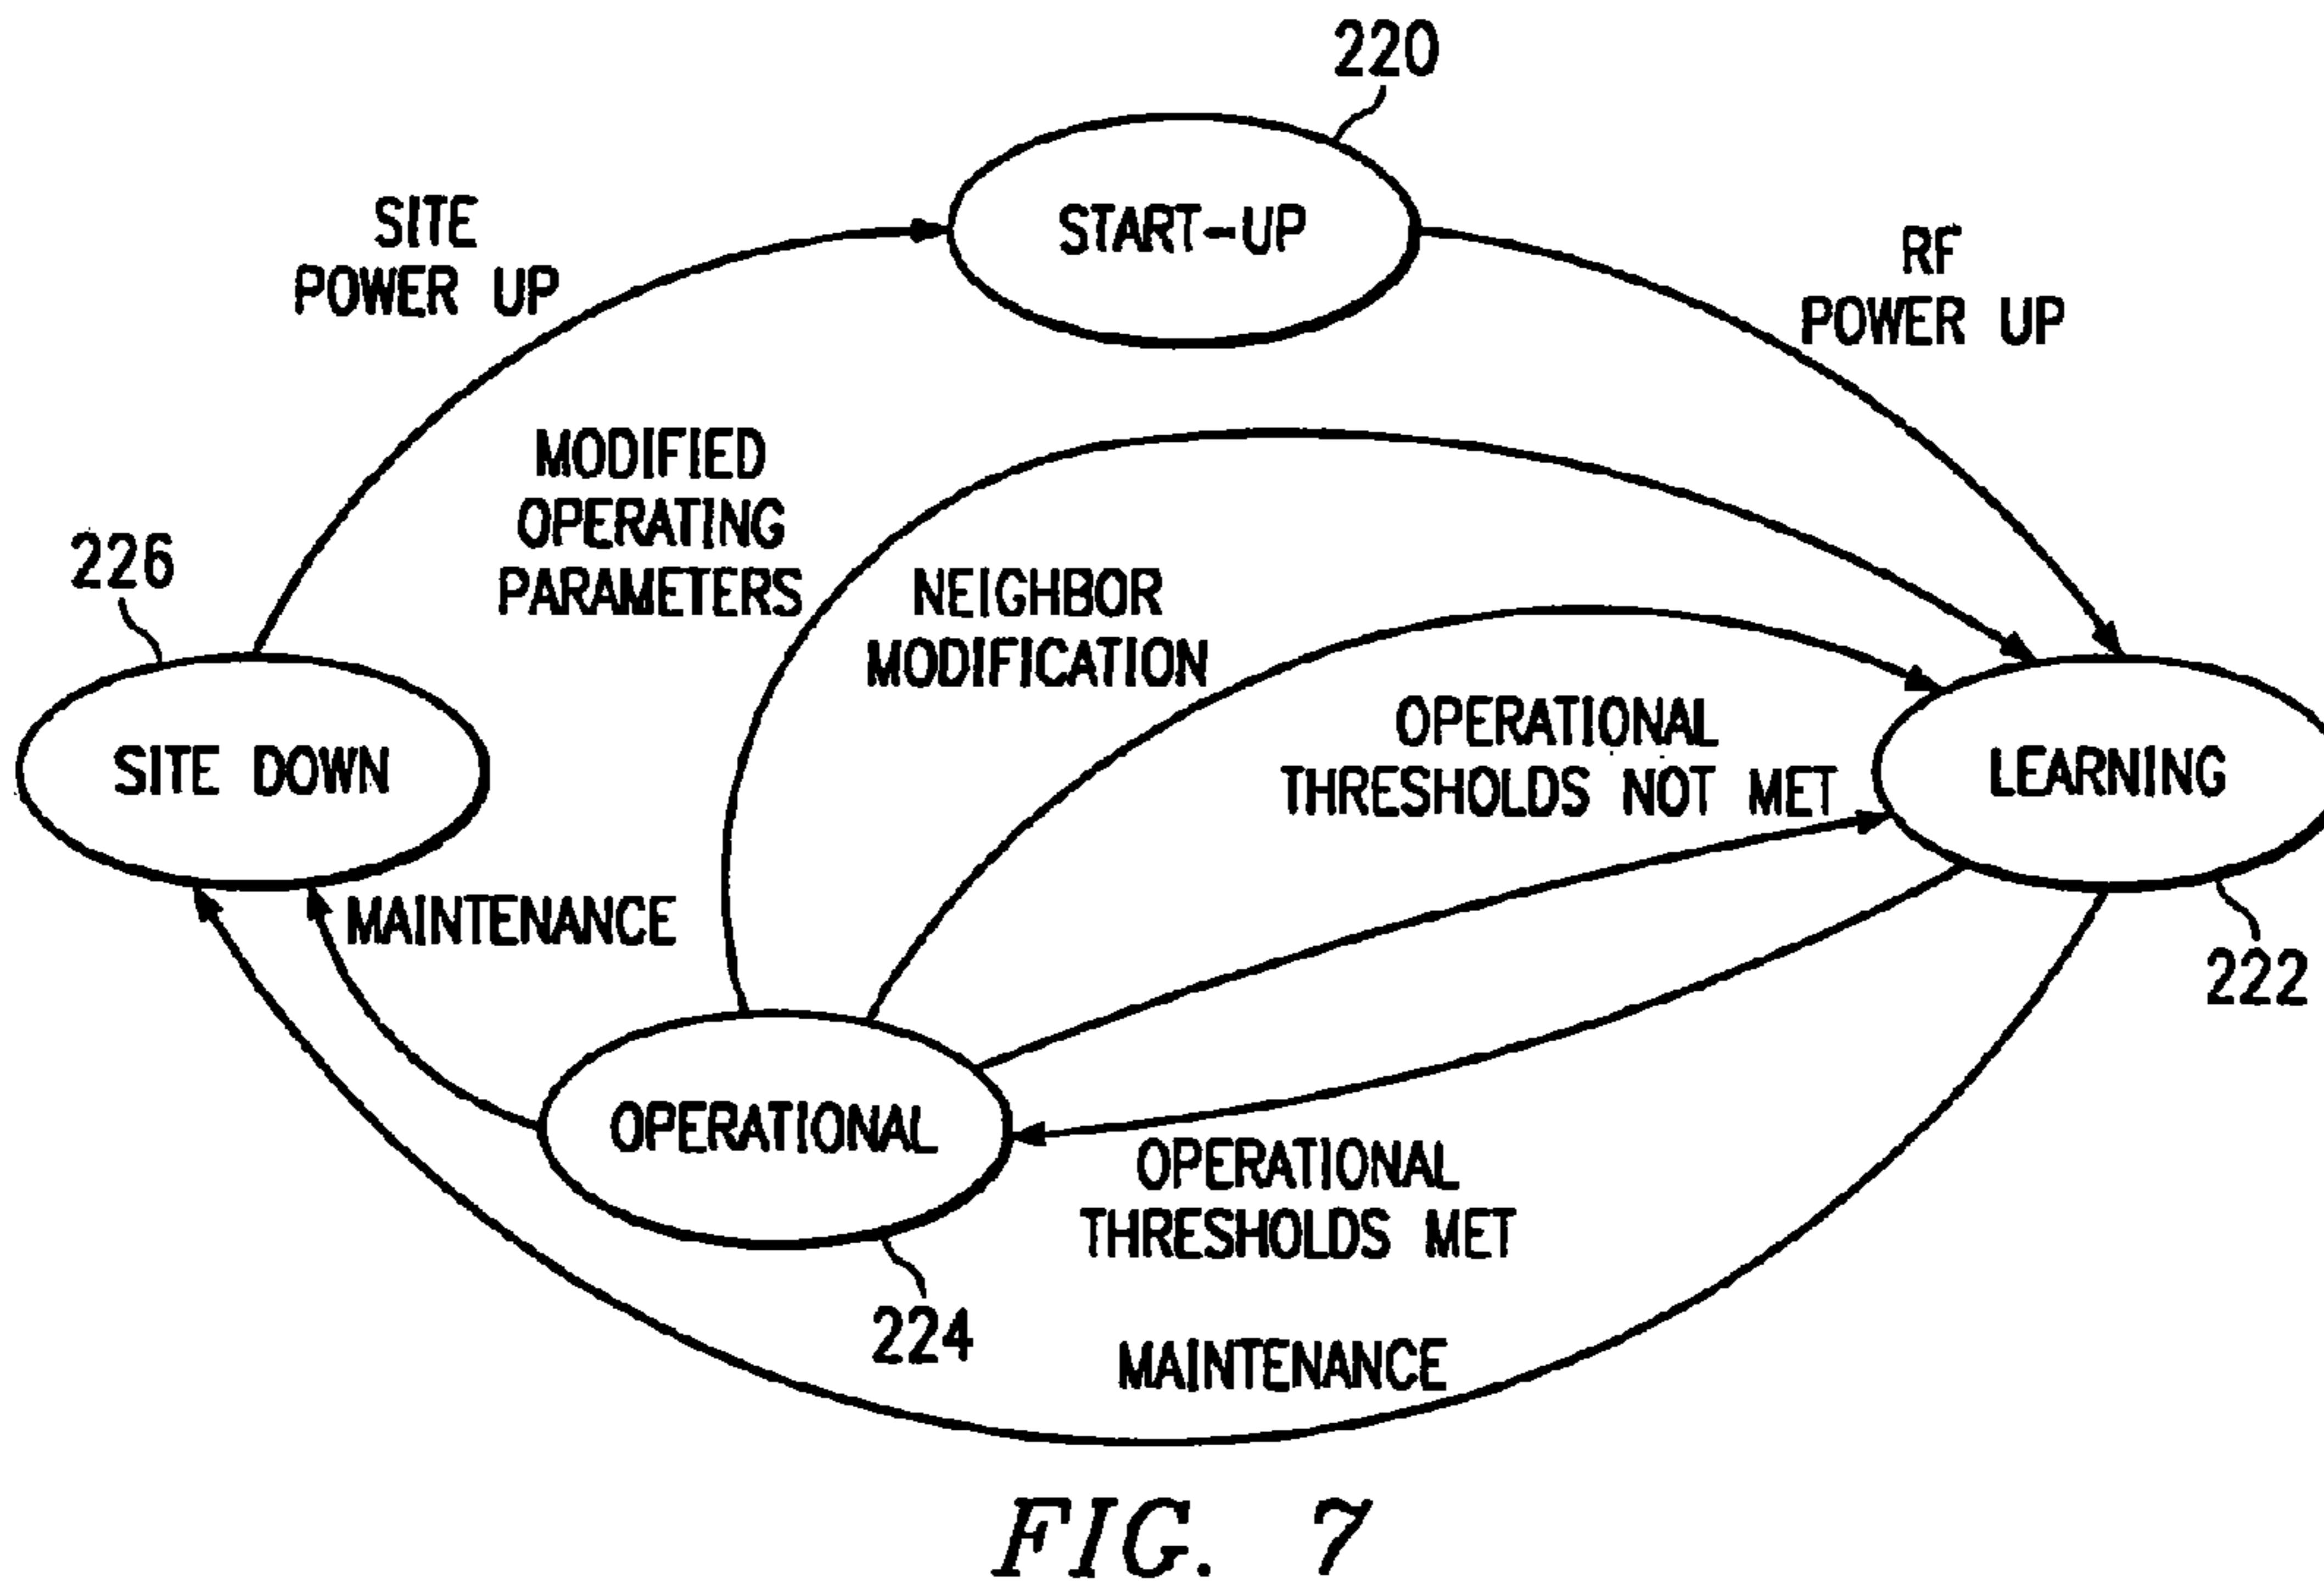 220
START-UP
SITE
POWER UP
RF
POWER UP
MODIFIED
OPERATING
PARAMETERS
226
NEIGHBOR
MODIFICATION
OPERATIONAL
THRESHOLDS NOT MET
SITE DOWN
LEARNING
MAINTENANCE
222
OPERATIONAL
OPERATIONAL
THRESHOLDS MET
224
MAINTENANCE
FIG. 7